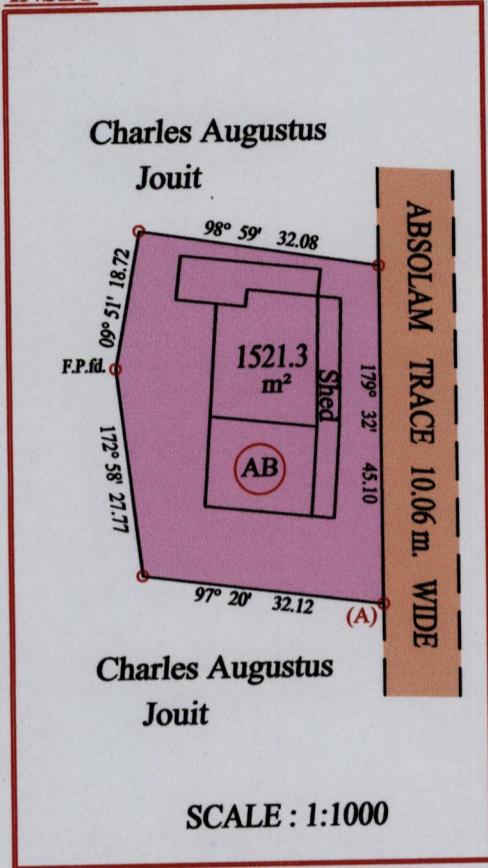 Charles Augustus
Jouit
98° 59' 32.08
ABSOLAM TRACE 10.06 m. WIDE
09° 51' 18.72
F.P.fd.
1521.3
m²
Shed
179° 32' 45.10
AB
172° 58' 27.77
97° 20' 32.12
(A)
Charles Augustus
Jouit
SCALE : 1:1000